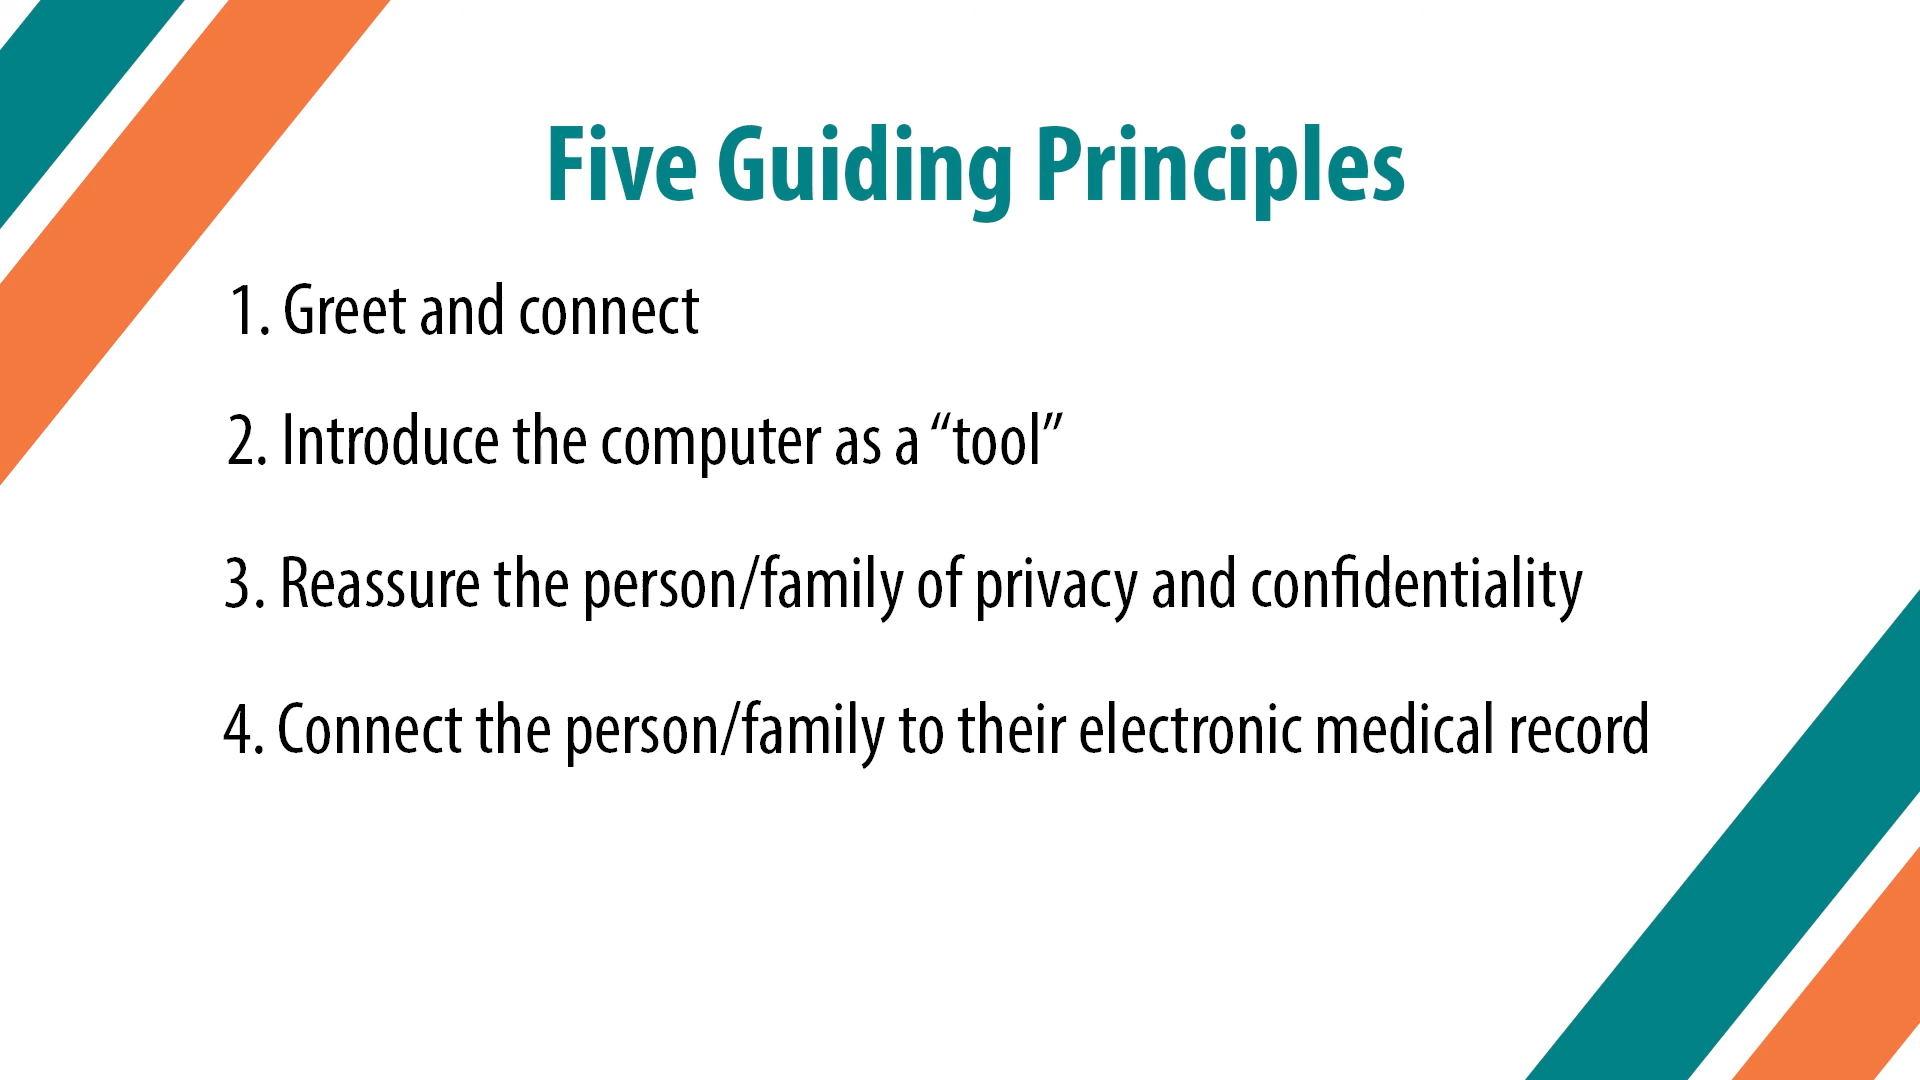 Five Guiding Principles
1. Greet and connect
2. Introduce the computer as a “tool”
3. Reassure the person/family of privacy and confidentiality
4. Connect the person/family to their electronic medical record